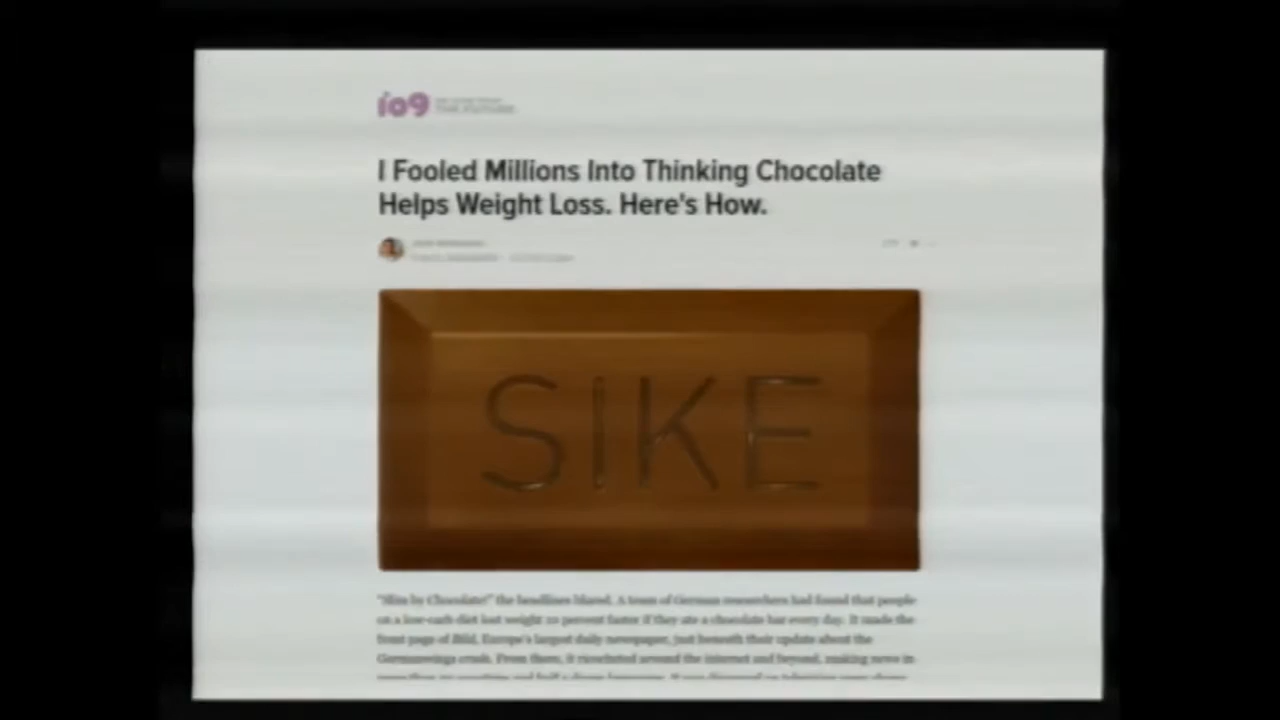 io9
I Fooled Millions Into Thinking Chocolate
Helps Weight Loss. Here's How.
SIKE
"Slim by Chocolate!" the headlines blared. A team of German researchers had found that people
on a low-carb diet lost weight 10 percent faster if they ate a chocolate bar every day. It made the
front page of Bild, Europe's largest daily newspaper, just beneath their update about the
Germanwings crash. From there, it ricocheted around the internet and beyond, making news in